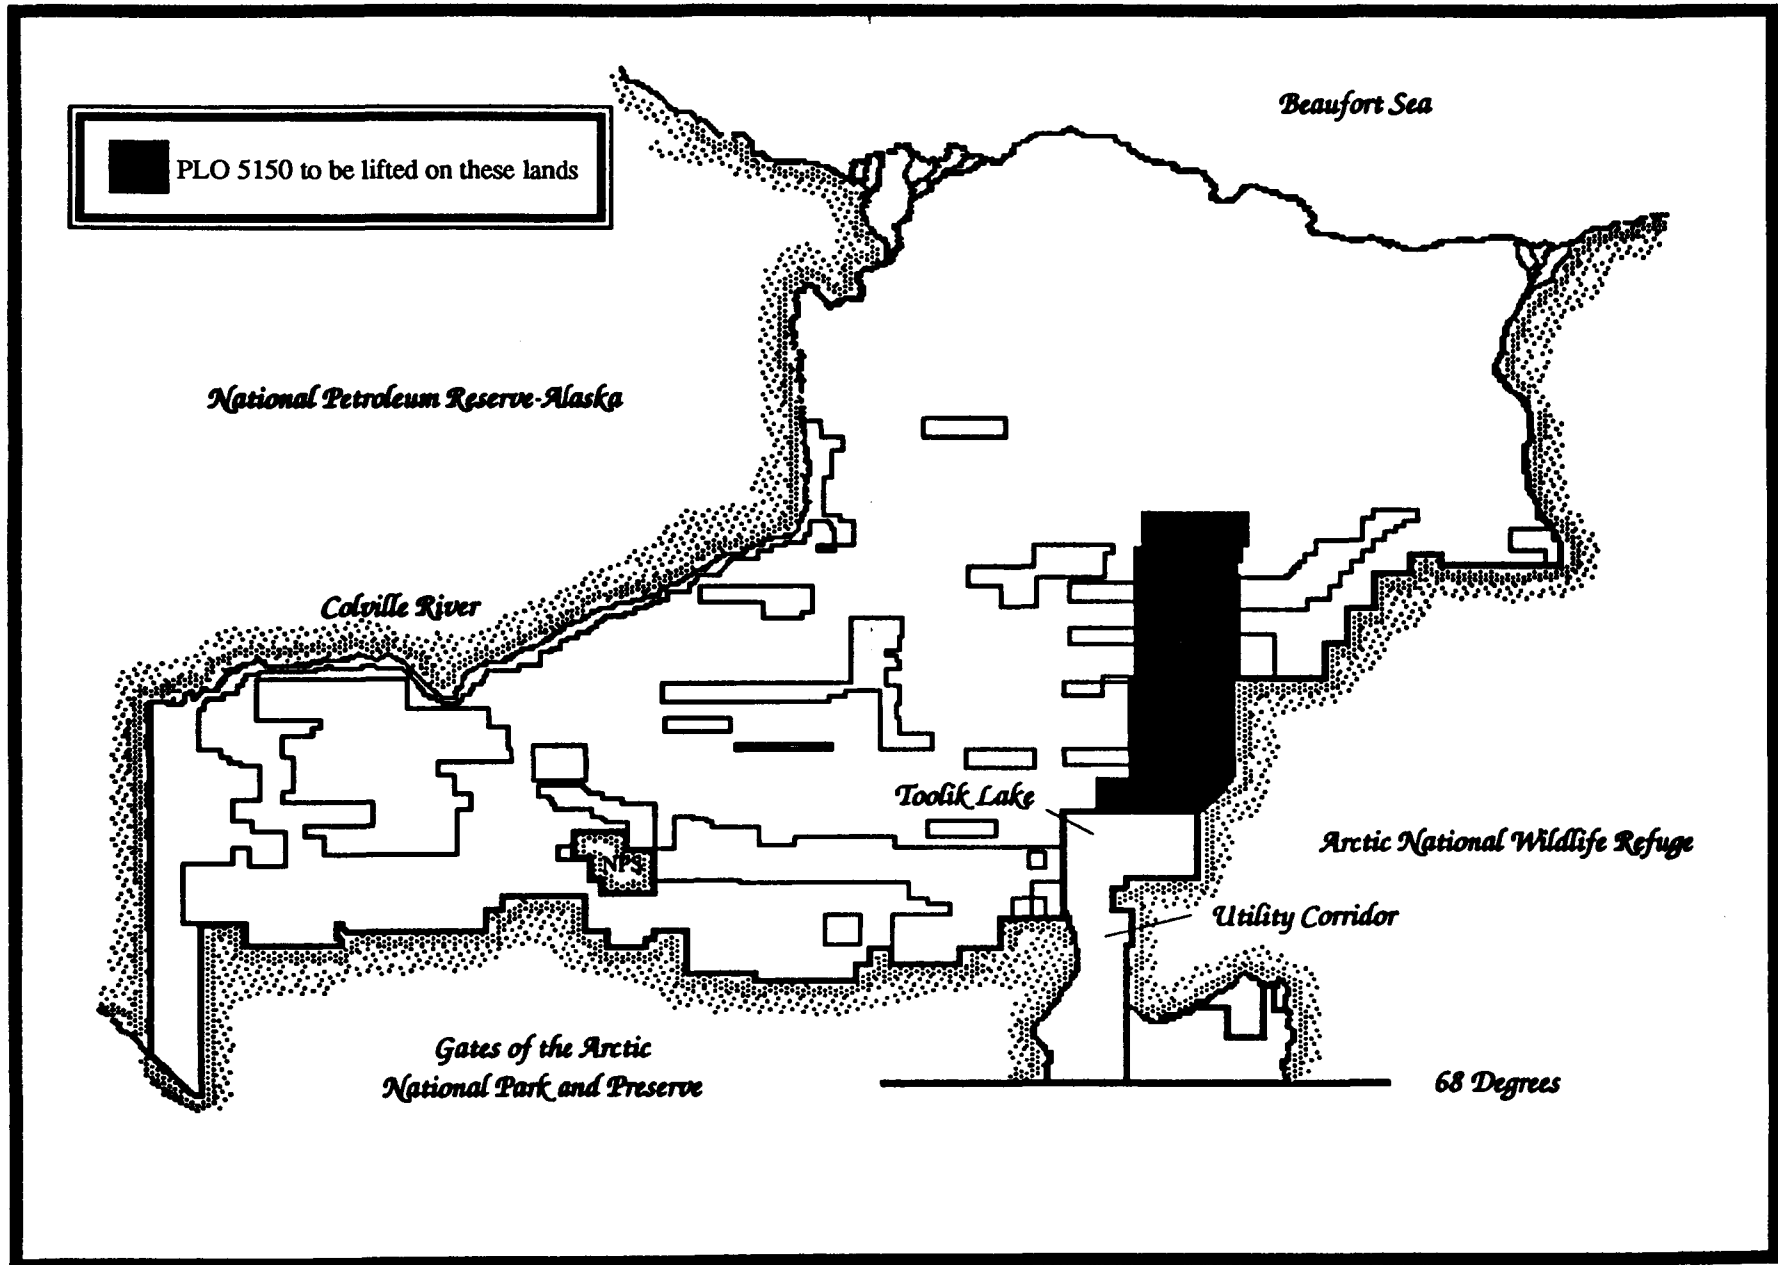 Beaufort Sea
PLO 5150 to be lifted on these lands
National Petroleum Reserve-Alaska
Colville River
Toolik Lake
Arctic National Wildlife Refuge
NPS
Utility Corridor
Gates of the Arctic
National Park and Preserve
68 Degrees